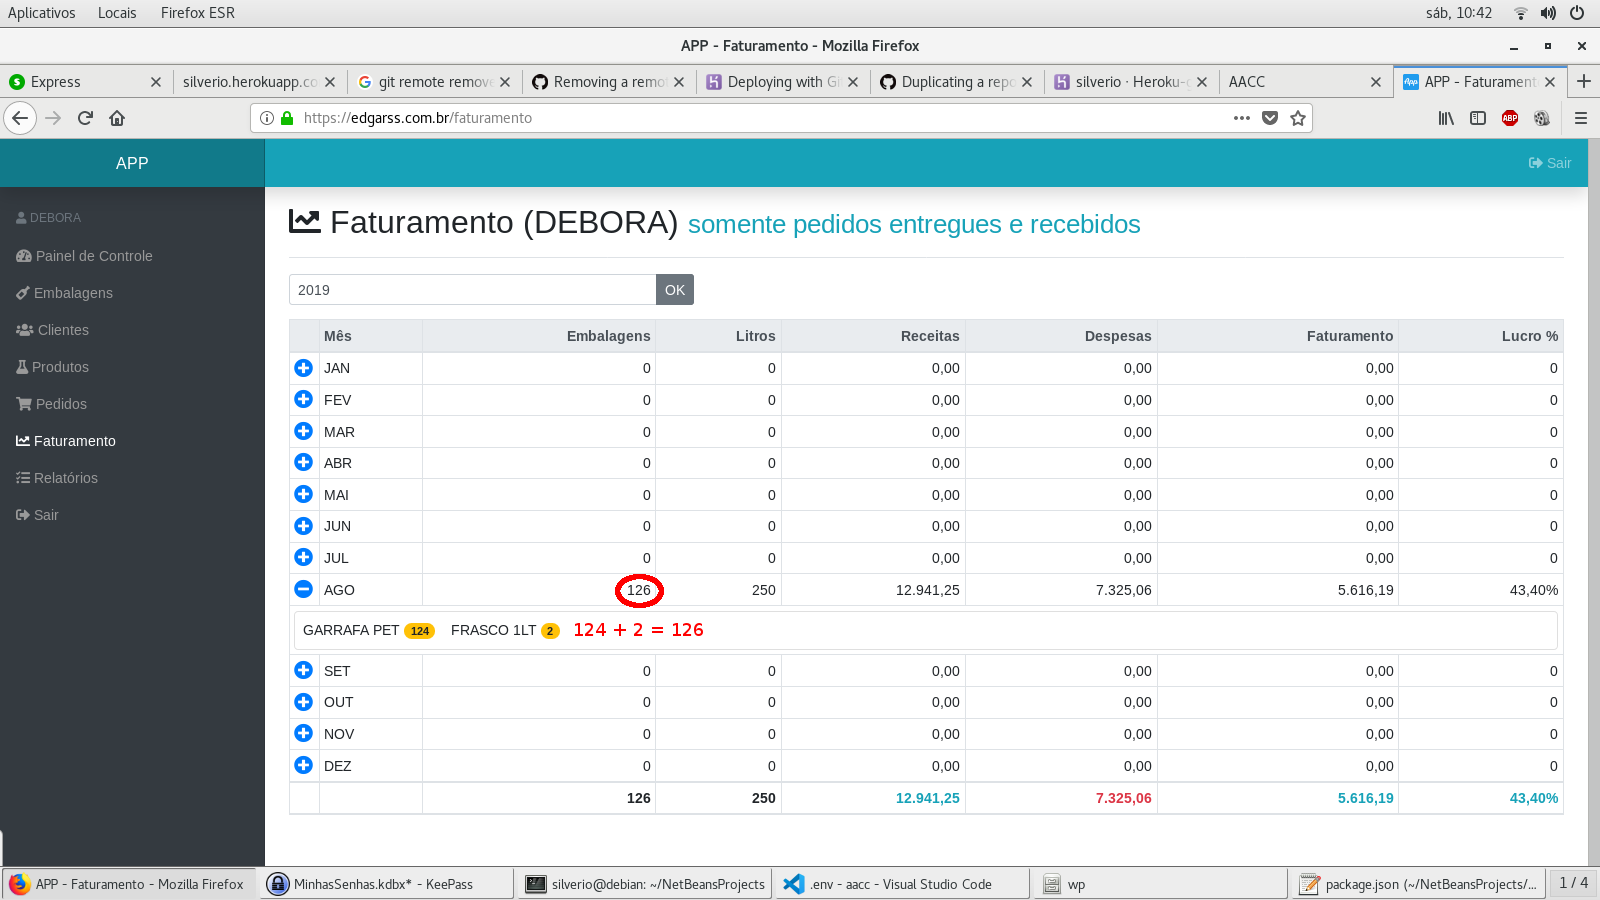 Aplicativos Locais Firefox ESR sáb, 10:42
APP - Faturamento - Mozilla Firefox
Express silverio.herokuapp.co git remote remove Removing a remo Deploying with Gi Duplicating a repo silverio · Heroku-g AACC APP - Faturament
https://edgarss.com.br/faturamento ABP
APP Sair
DEBORA
Painel de Controle
Embalagens
Clientes
Produtos
Pedidos
Faturamento
Relatórios
Sair
Faturamento (DEBORA) somente pedidos entregues e recebidos
2019 OK
Mês Embalagens Litros Receitas Despesas Faturamento Lucro %
JAN 0 0 0,00 0,00 0,00 0
FEV 0 0 0,00 0,00 0,00 0
MAR 0 0 0,00 0,00 0,00 0
ABR 0 0 0,00 0,00 0,00 0
MAI 0 0 0,00 0,00 0,00 0
JUN 0 0 0,00 0,00 0,00 0
JUL 0 0 0,00 0,00 0,00 0
AGO 126 250 12.941,25 7.325,06 5.616,19 43,40%
GARRAFA PET 124 FRASCO 1LT 2 124 + 2 = 126
SET 0 0 0,00 0,00 0,00 0
OUT 0 0 0,00 0,00 0,00 0
NOV 0 0 0,00 0,00 0,00 0
DEZ 0 0 0,00 0,00 0,00 0
126 250 12.941,25 7.325,06 5.616,19 43,40%
APP - Faturamento - Mozilla Firefox MinhasSenhas.kdbx* - KeePass silverio@debian: ~/NetBeansProjects .env - aacc - Visual Studio Code wp package.json (~/NetBeansProjects/... 1 / 4